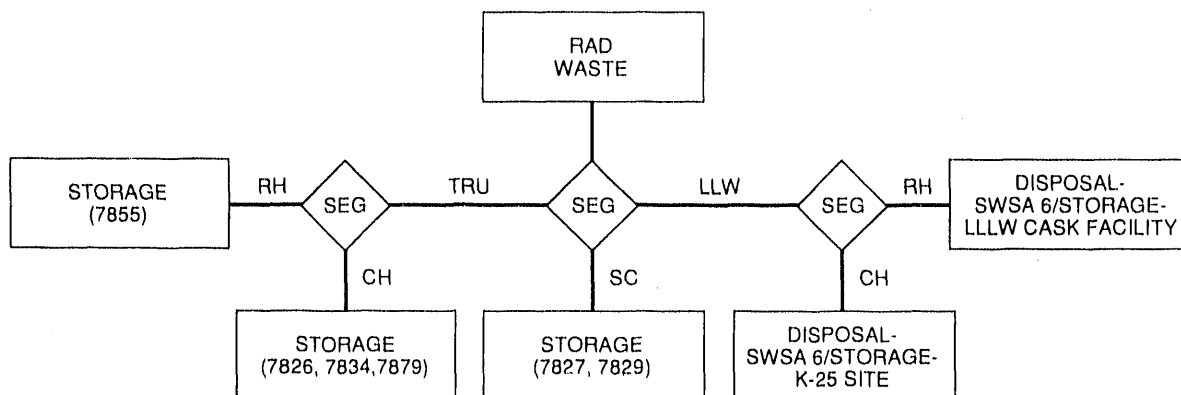 RAD
WASTE
STORAGE
(7855)
RH
SEG
TRU
SEG
LLW
SEG
RH
DISPOSAL-
SWSA 6/STORAGE-
LLLW CASK FACILITY
CH
SC
CH
STORAGE
(7826, 7834,7879)
STORAGE
(7827, 7829)
DISPOSAL-
SWSA 6/STORAGE-
K-25 SITE